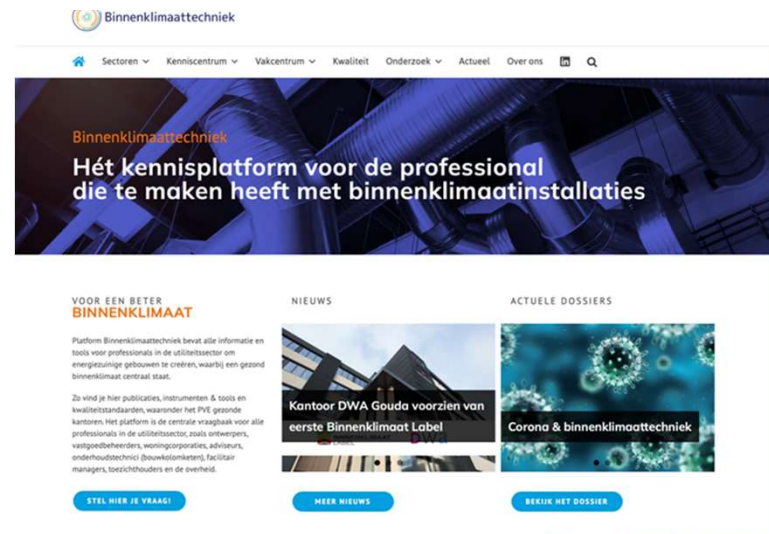 Binnenklimaattechniek
Sectoren
Kenniscentrum
Vakcentrum
Kwaliteit
Onderzoek
Actueel
Over ons
in
Binnenklimaattechniek
Hét kennisplatform voor de professional
die te maken heeft met binnenklimaatinstallaties
VOOR EEN BETER
BINNENKLIMAAT
Platform Binnenklimaattechniek bevat alle informatie en
tools voor professionals in de utiliteitssector om
energiezuinige gebouwen te creëren, waarbij een gezond
binnenklimaat centraal staat.
Zo vind je hier publicaties, instrumenten & tools en
kwaliteitstandaarden, waaronder het PVE gezonde
kantoren. Het platform is de centrale vraagbaak voor alle
professionals in de utiliteitssector, zoals ontwerpers,
vastgoedbeheerders, woningcorporaties, adviseurs,
onderhoudstechnici (bouwkolomketen), facilitair
managers, toezichthouders en de overheid.
STEL HIER JE VRAAG!
NIEUWS
Kantoor DWA Gouda voorzien van
eerste Binnenklimaat Label
MEER NIEUWS
ACTUELE DOSSIERS
Corona & binnenklimaattechniek
BEKIJK HET DOSSIER